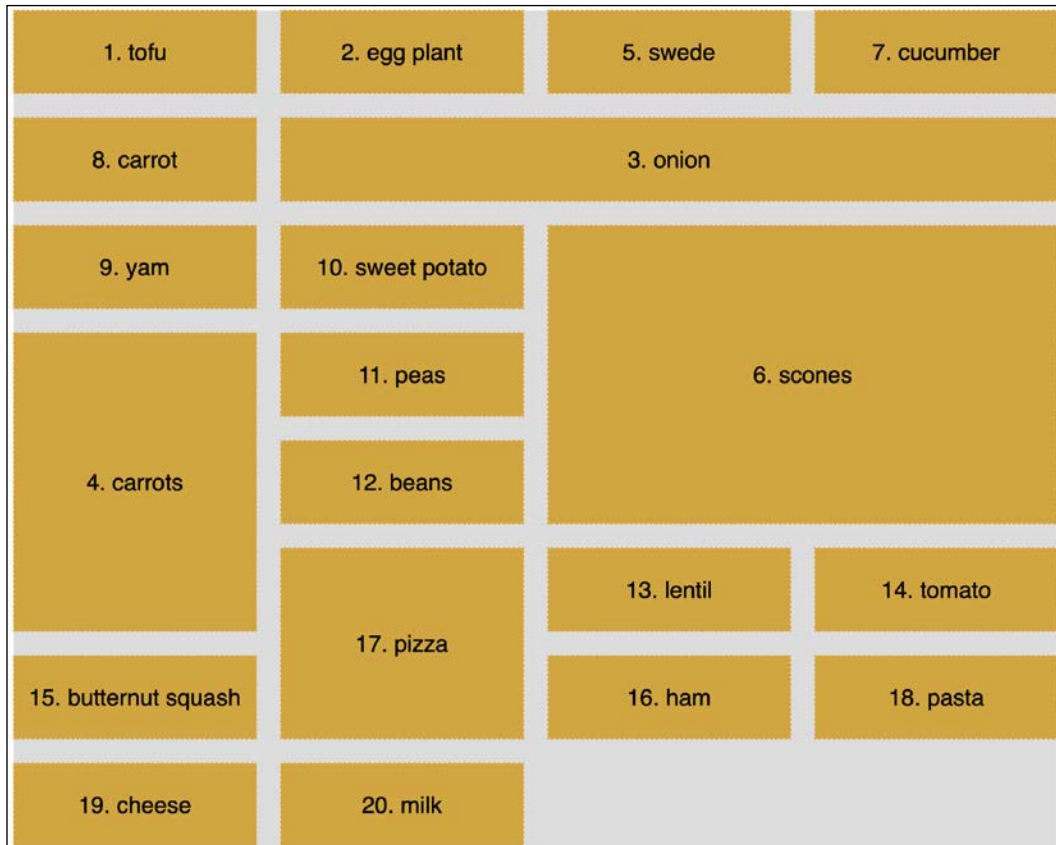 1. tofu
2. egg plant
5. swede
7. cucumber
8. carrot
3. onion
9. yam
10. sweet potato
6. scones
11. peas
4. carrots
12. beans
13. lentil
14. tomato
17. pizza
15. butternut squash
16. ham
18. pasta
19. cheese
20. milk